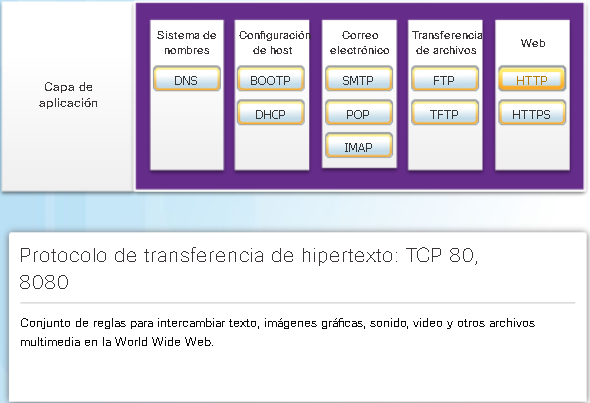 Capa de
aplicación
Sistema de
nombres
DNS
Configuración
de host
BOOTP
DHCP
Correo
electrónico
SMTP
POP
IMAP
Transferencia
de archivos
FTP
TFTP
Web
HTTP
HTTPS
Protocolo de transferencia de hipertexto: TCP 80,
8080
Conjunto de reglas para intercambiar texto, imágenes gráficas, sonido, video y otros archivos
multimedia en la World Wide Web.